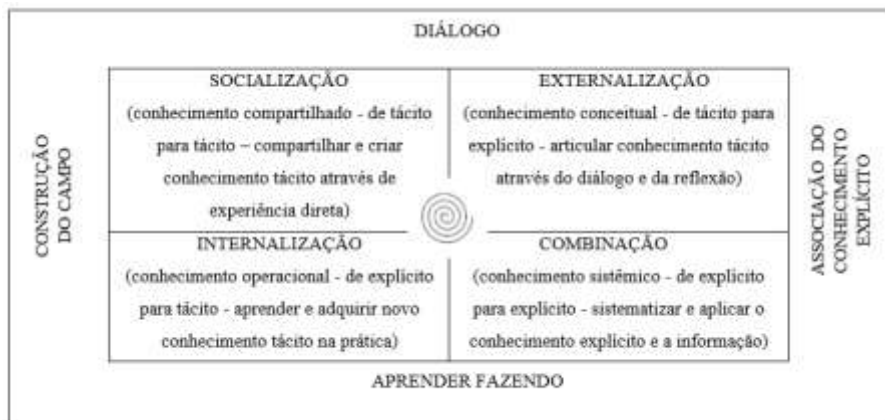 DIÁLOGO
CONSTRUÇÃO
DO CAMPO
SOCIALIZAÇÃO
(conhecimento compartilhado - de tácito
para tácito – compartilhar e criar
conhecimento tácito através de
experiência direta)
EXTERNALIZAÇÃO
(conhecimento conceitual - de tácito para
explícito - articular conhecimento tácito
através do diálogo e da reflexão)
INTERNALIZAÇÃO
(conhecimento operacional - de explícito
para tácito - aprender e adquirir novo
conhecimento tácito na prática)
COMBINAÇÃO
(conhecimento sistêmico - de explícito
para explícito - sistematizar e aplicar o
conhecimento explícito e a informação)
ASSOCIAÇÃO DO
CONHECIMENTO
EXPLÍCITO
APRENDER FAZENDO